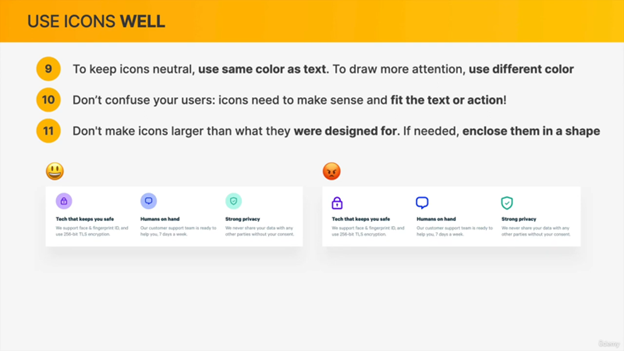 USE ICONS WELL
9 To keep icons neutral, use same color as text. To draw more attention, use different color
10 Don’t confuse your users: icons need to make sense and fit the text or action!
11 Don't make icons larger than what they were designed for. If needed, enclose them in a shape
Tech that keeps you safe
We support face & fingerprint ID, and
use 256-bit TLS encryption.
Humans on hand
Our customer support team is ready to
help you, 7 days a week.
Strong privacy
We never share your data with any
other parties without your consent.
Tech that keeps you safe
We support face & fingerprint ID, and
use 256-bit TLS encryption.
Humans on hand
Our customer support team is ready to
help you, 7 days a week.
Strong privacy
We never share your data with any
other parties without your consent.
Udemy